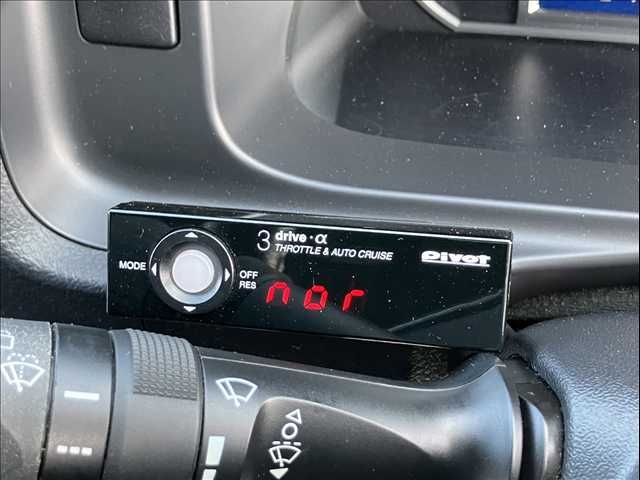 3 drive・α
THROTTLE & AUTO CRUISE
Pivot
MODE
OFF
RES
nor